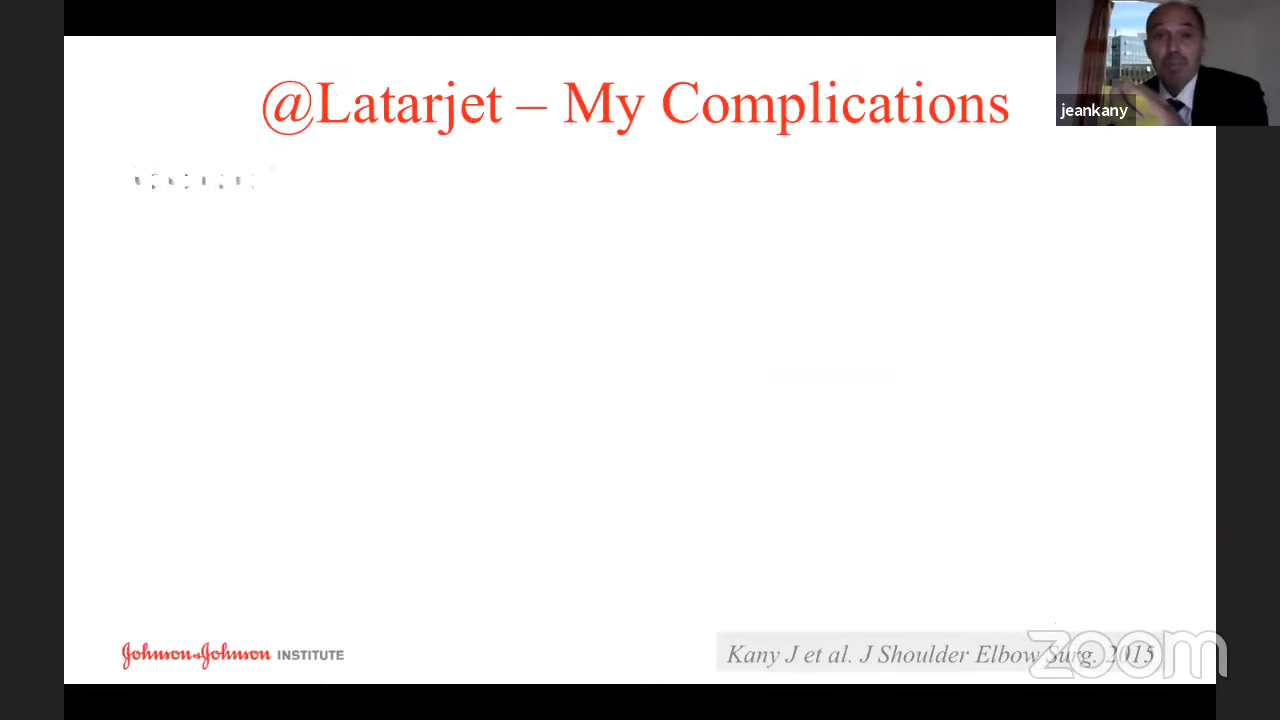 @Latarjet – My Complications
jeankany
Johnson & Johnson INSTITUTE
Kany J et al. J Shoulder Elbow Surg. 2015
zoom